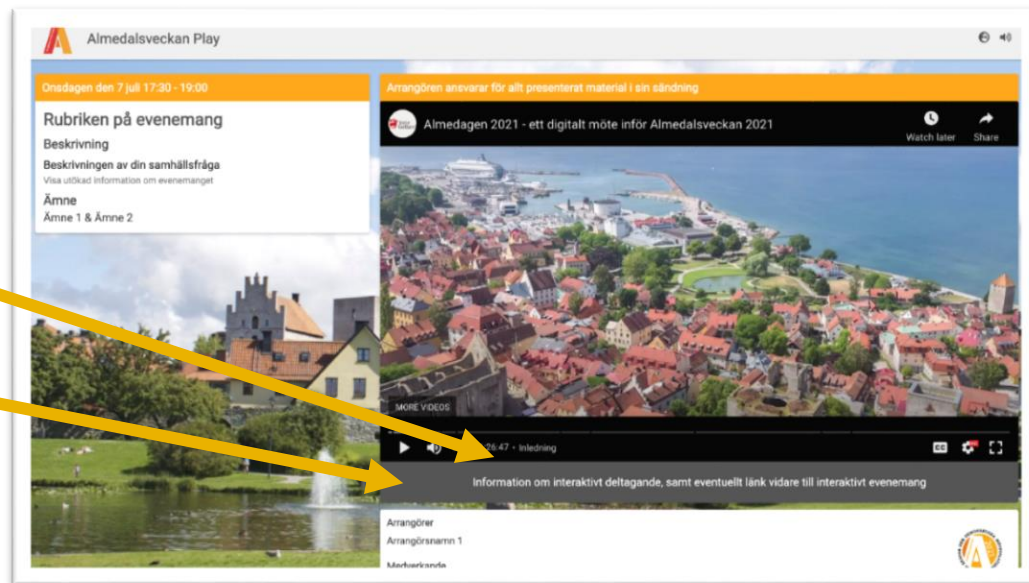 Almedalsveckan Play
Onsdagen den 7 juli 17:30 - 19:00
Rubriken på evenemang
Beskrivning
Beskrivningen av din samhällsfråga
Visa utökad information om evenemanget
Ämne
Ämne 1 & Ämne 2
Arrangören ansvarar för allt presenterat material i sin sändning
Almedagen 2021 - ett digitalt möte inför Almedalsveckan 2021
Watch later
Share
MORE VIDEOS
26:47 • Inledning
CC
Information om interaktivt deltagande, samt eventuellt länk vidare till interaktivt evenemang
Arrangörer
Arrangörsnamn 1
Medverkande